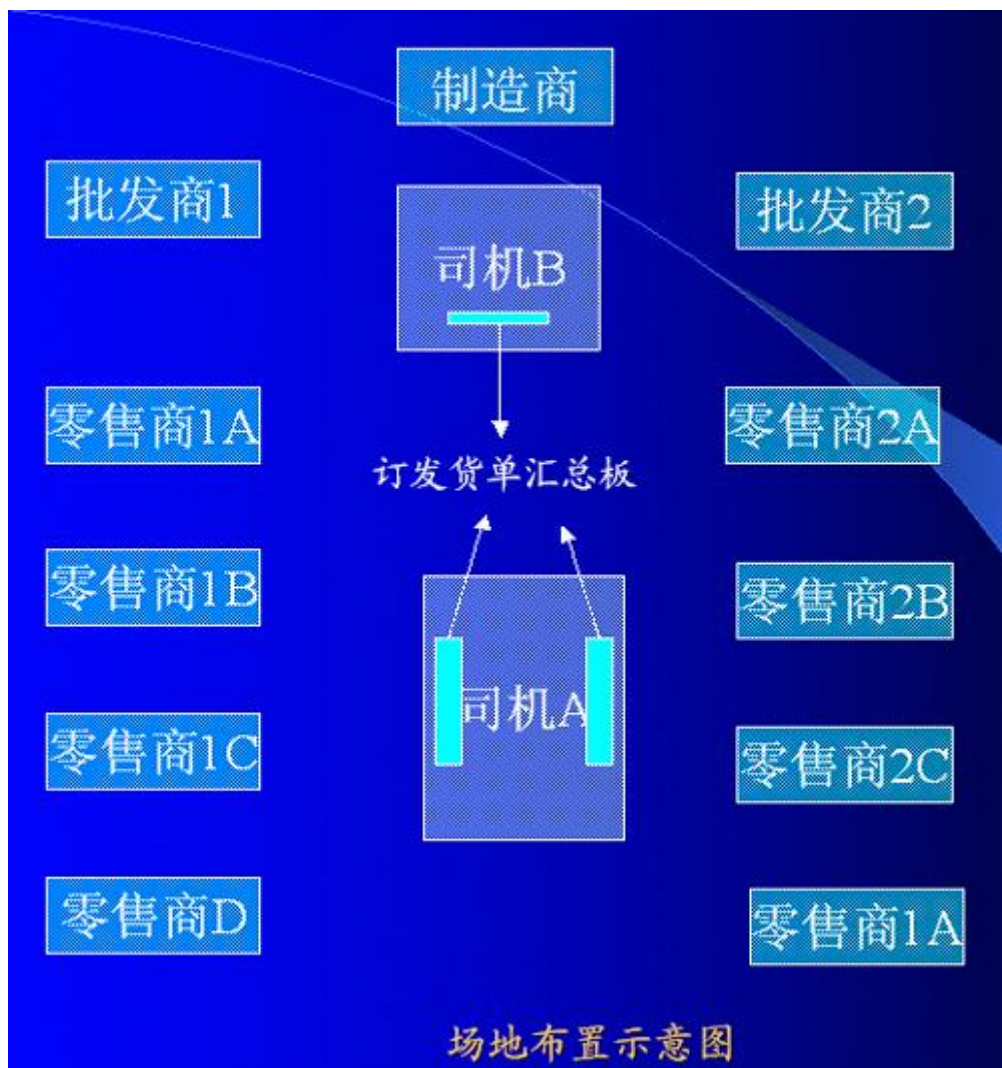 制造商
批发商1
批发商2
司机B
零售商1A
零售商2A
订发货单汇总板
零售商1B
零售商2B
司机A
零售商1C
零售商2C
零售商D
零售商1A
场地布置示意图